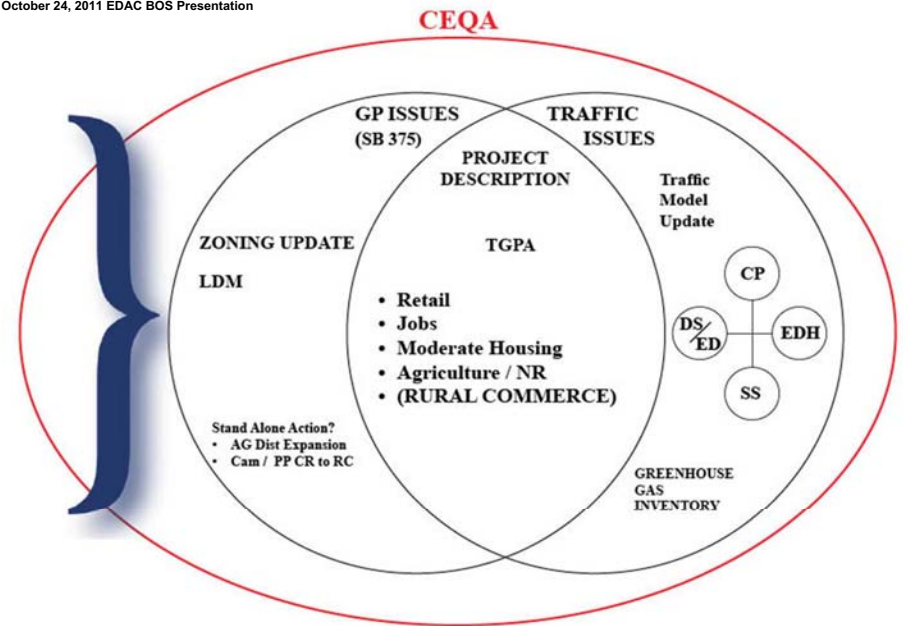 October 24, 2011 EDAC BOS Presentation
CEQA
GP ISSUES
(SB 375)
TRAFFIC
ISSUES
PROJECT
DESCRIPTION
Traffic
Model
Update
ZONING UPDATE
TGPA
LDM
CP
• Retail
• Jobs
• Moderate Housing
• Agriculture / NR
• (RURAL COMMERCE)
DS/ED
EDH
SS
Stand Alone Action?
• AG Dist Expansion
• Cam / PP CR to RC
GREENHOUSE
GAS
INVENTORY